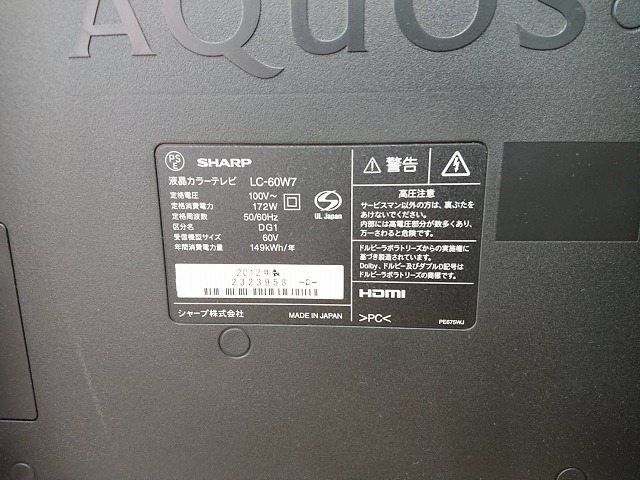 AQUOS
PS
E
SHARP
液晶カラーテレビ LC-60W7
定格電圧 100V～
定格消費電力 172W
定格周波数 50/60Hz
区分名 DG1
受信機型サイズ 60V
年間消費電力量 149kWh/年
UL Japan
2012年製
2323958 -D-
シャープ株式会社 MADE IN JAPAN
警告
高圧注意
サービスマン以外の方は、裏ぶたを
あけないでください。
内部には高電圧部分が数多くあり、
万一さわると危険です。
ドルビーラボラトリーズからの実施権に
基づき製造されています。
Dolby、ドルビー及びダブルD記号は
ドルビーラボラトリーズの商標です。
HDMI
>PC<
PE675WJ